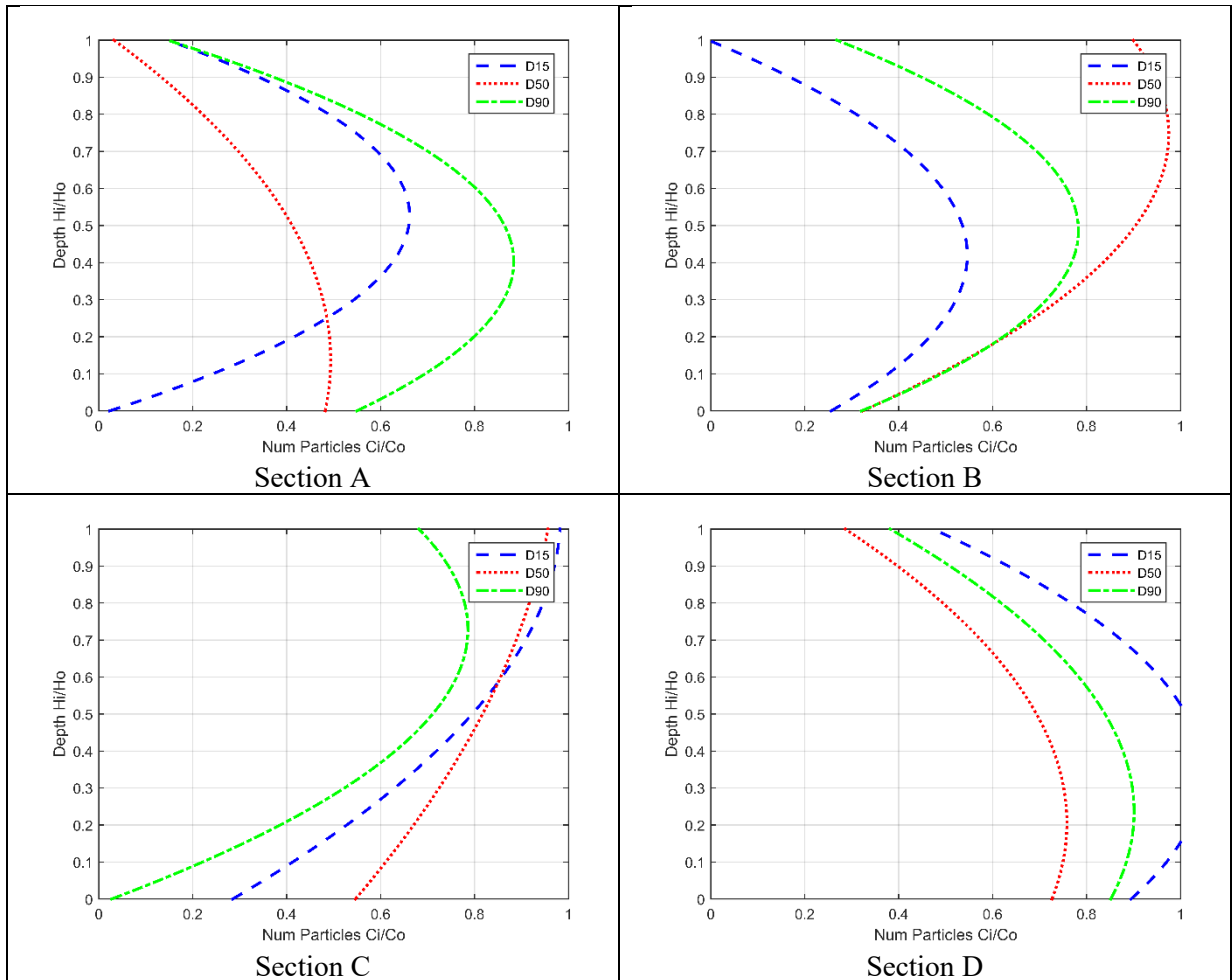 1
0.9
0.8
0.7
0.6
0.5
0.4
0.3
0.2
0.1
0
Depth Hi/Ho
D15
D50
D90
0 0.2 0.4 0.6 0.8 1
Num Particles Ci/Co
Section A
1
0.9
0.8
0.7
0.6
0.5
0.4
0.3
0.2
0.1
0
Depth Hi/Ho
D15
D50
D90
0 0.2 0.4 0.6 0.8 1
Num Particles Ci/Co
Section B
1
0.9
0.8
0.7
0.6
0.5
0.4
0.3
0.2
0.1
0
Depth Hi/Ho
D15
D50
D90
0 0.2 0.4 0.6 0.8 1
Num Particles Ci/Co
Section C
1
0.9
0.8
0.7
0.6
0.5
0.4
0.3
0.2
0.1
0
Depth Hi/Ho
D15
D50
D90
0 0.2 0.4 0.6 0.8 1
Num Particles Ci/Co
Section D